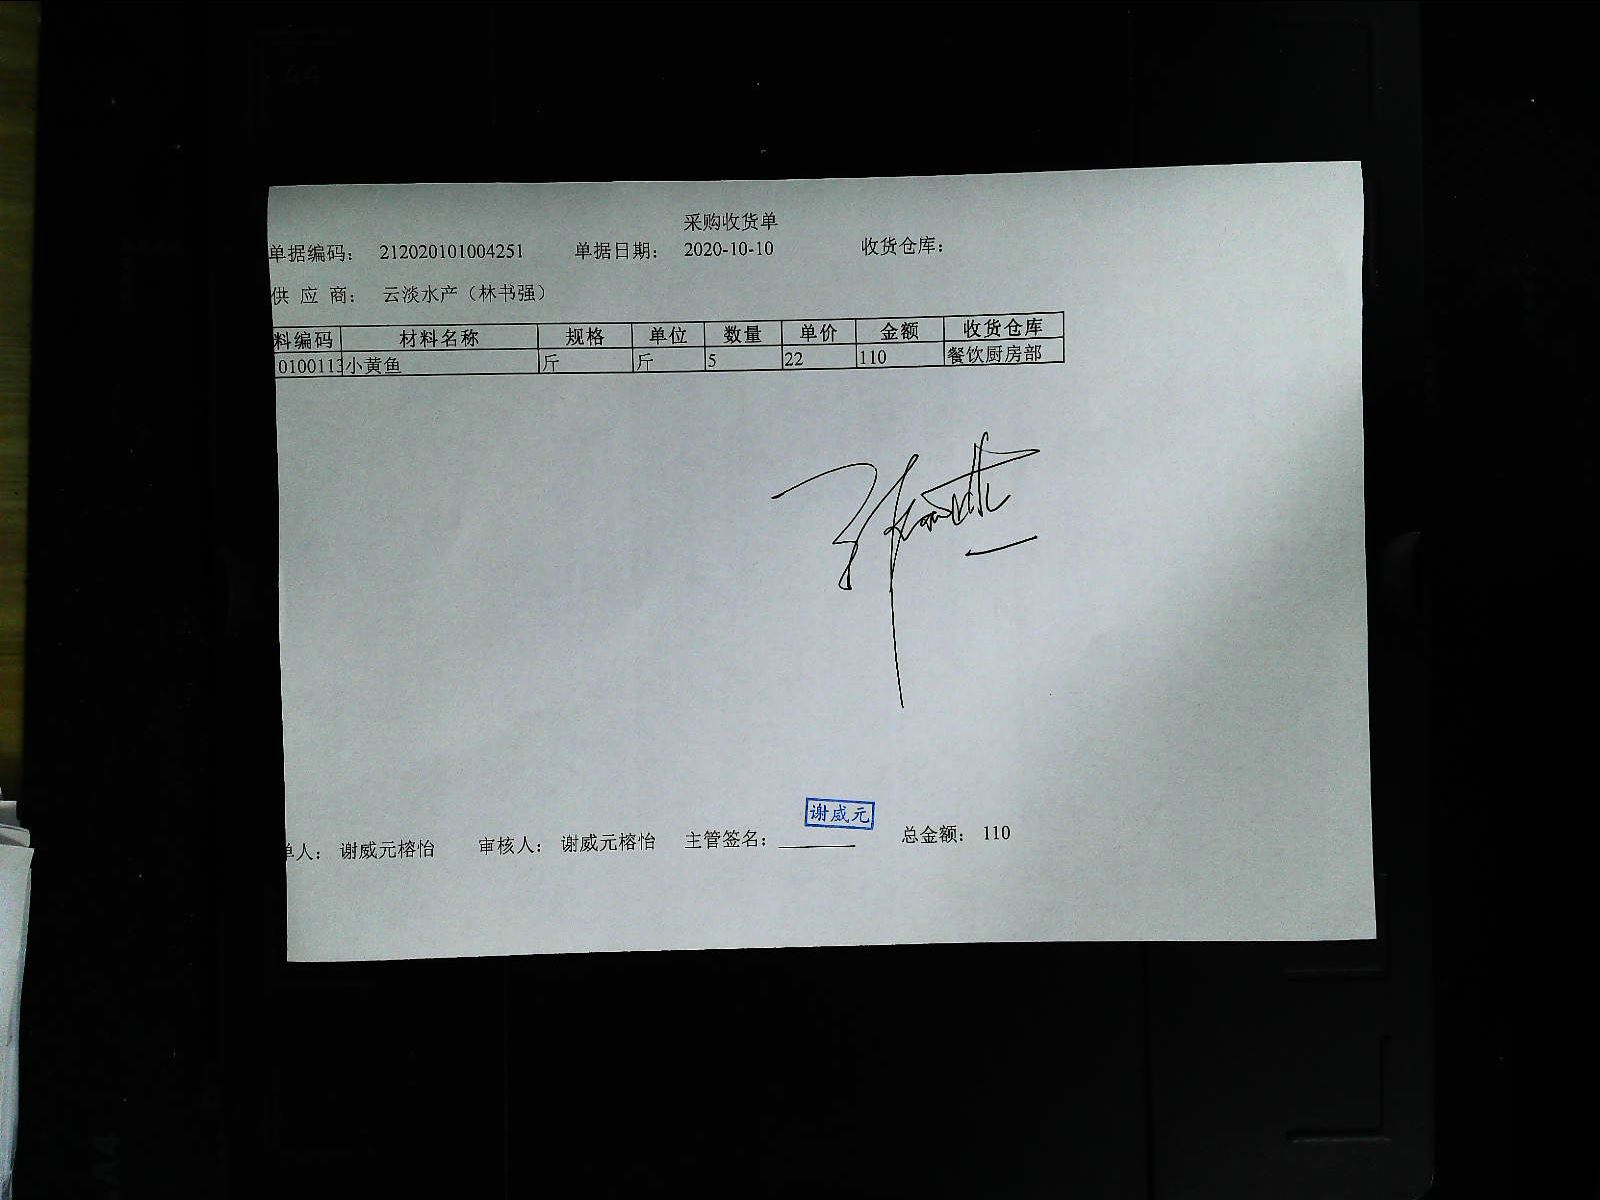 采购收货单
单据编码: 212020101004251 单据日期: 2020-10-10 收货仓库:
供 应 商: 云淡水产（林书强）
料编码 材料名称 规格 单位 数量 单价 金额 收货仓库
0100113 小黄鱼 斤 斤 5 22 110 餐饮厨房部
谢威元
单人: 谢威元榕怡 审核人: 谢威元榕怡 主管签名: 总金额: 110